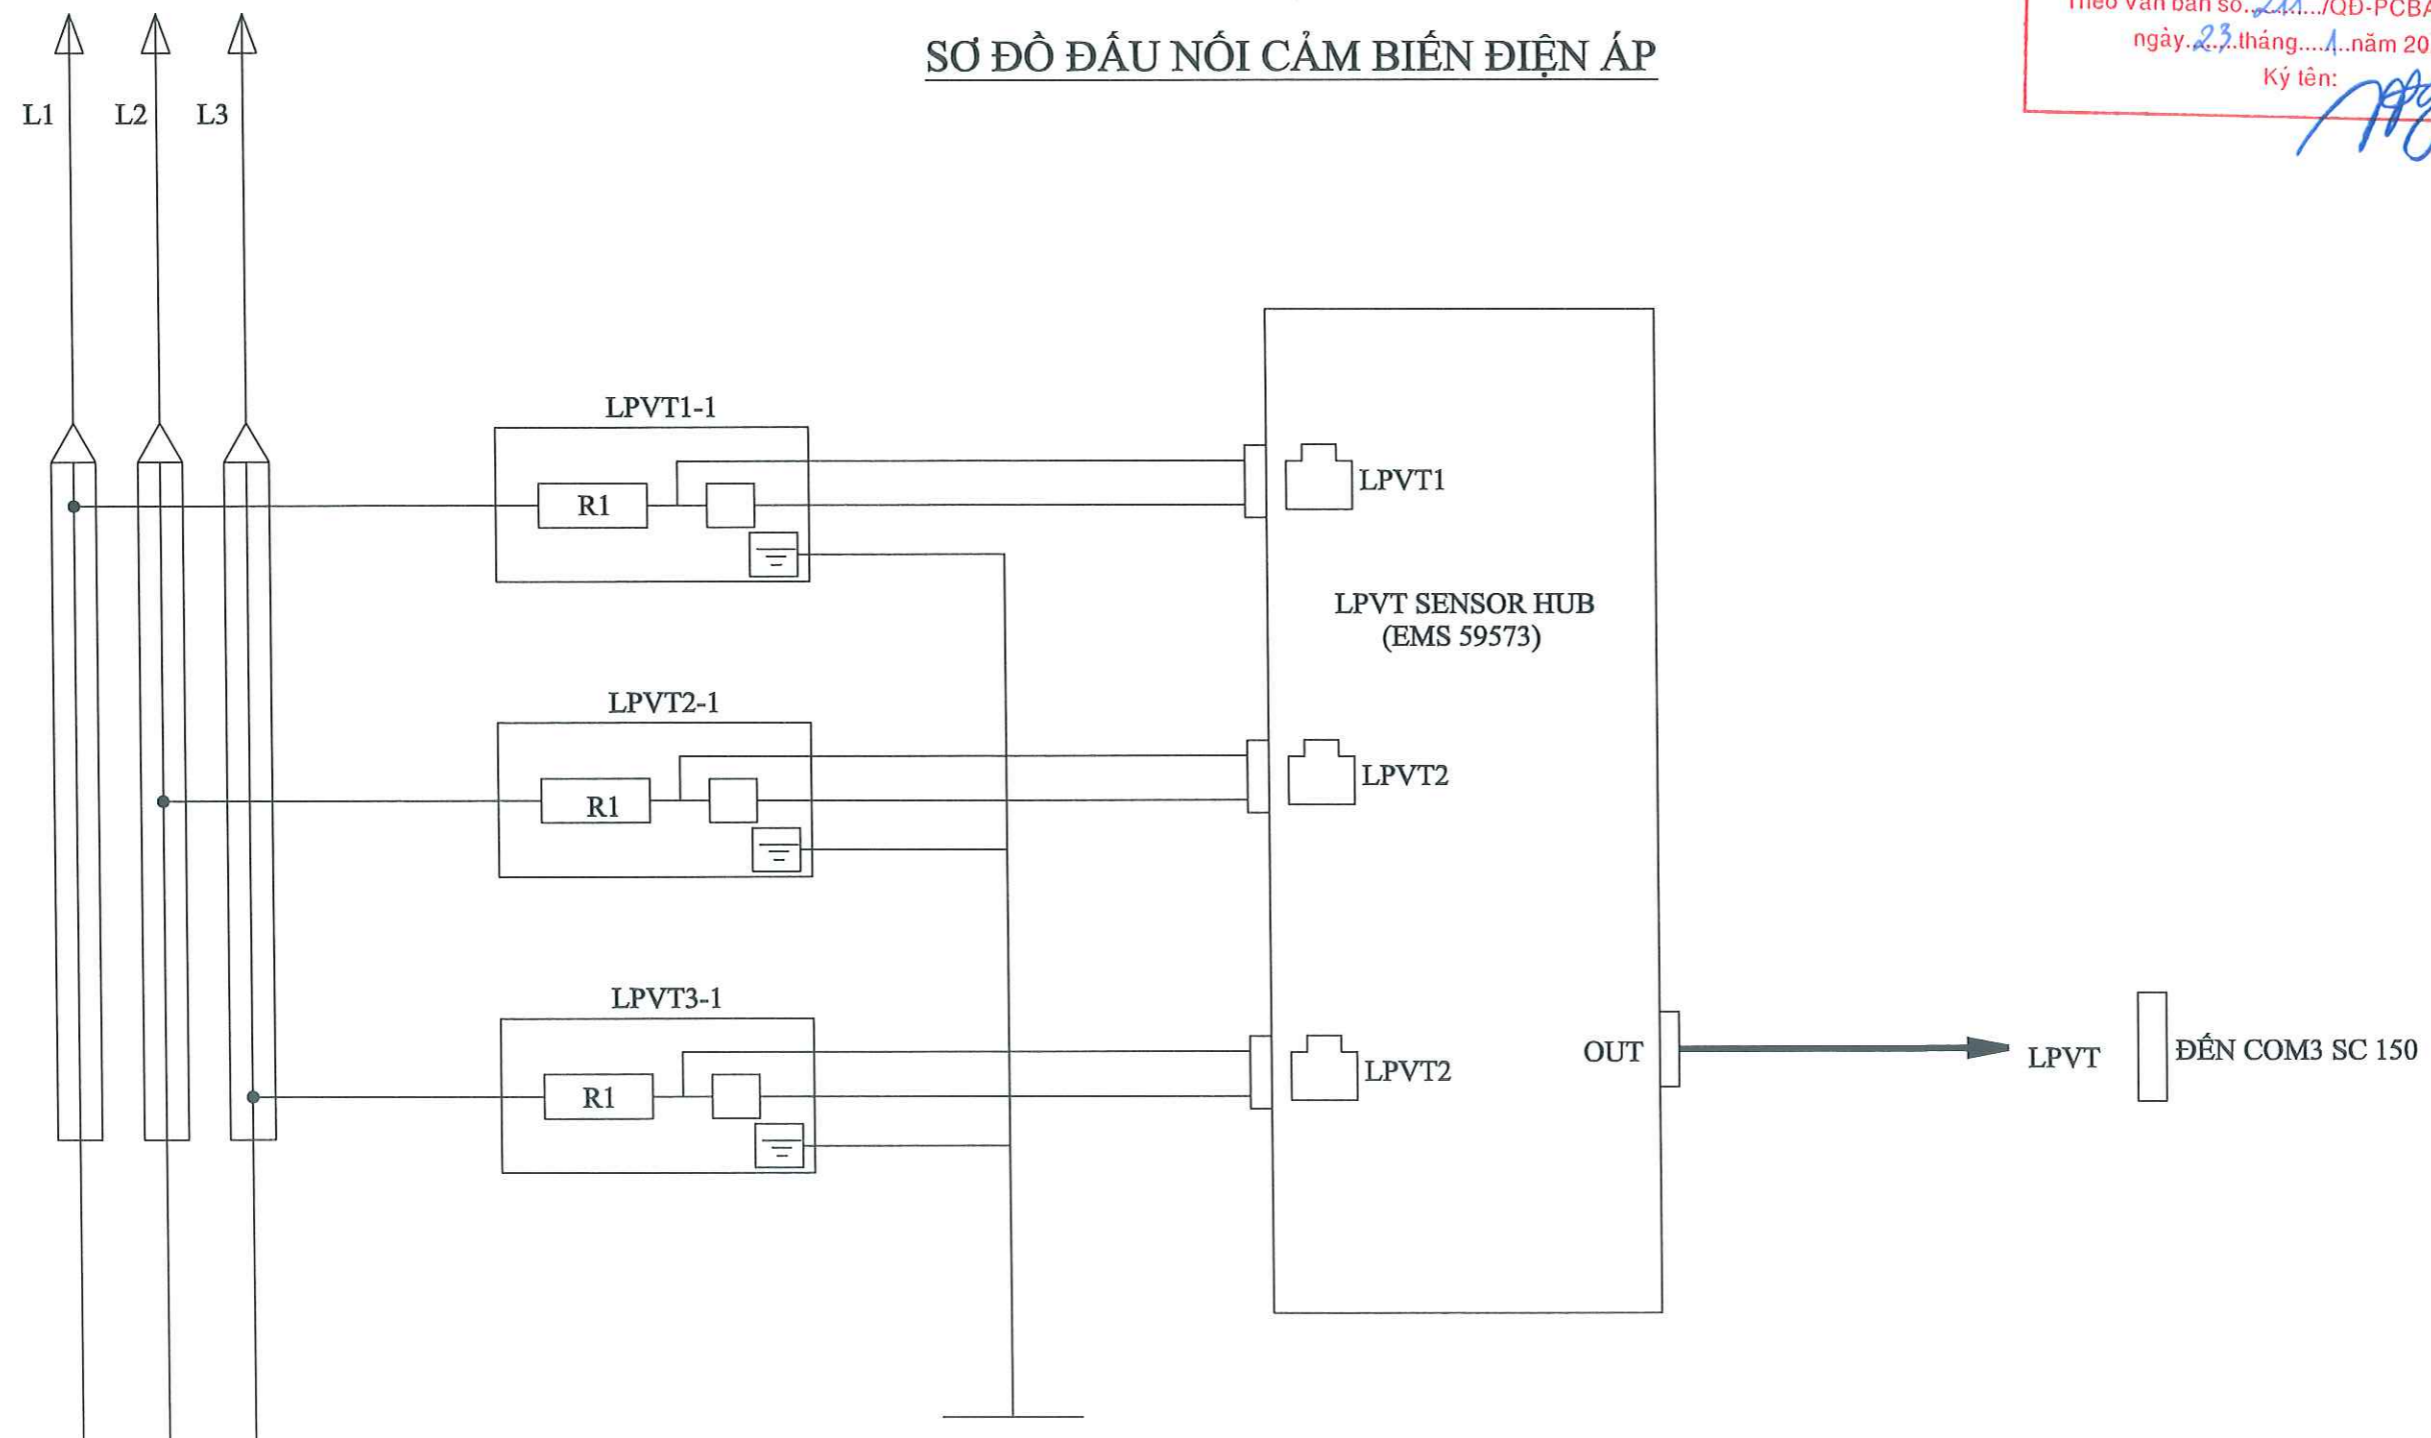 SƠ ĐỒ ĐẤU NỐI CẢM BIẾN ĐIỆN ÁP
Theo văn bản số...211.../QĐ-PCBA
ngày..23..tháng....1..năm 20
Ký tên:
L1
L2
L3
LPVT1-1
R1
LPVT1
LPVT SENSOR HUB
(EMS 59573)
LPVT2-1
R1
LPVT2
LPVT3-1
R1
LPVT2
OUT
LPVT
ĐẾN COM3 SC 150